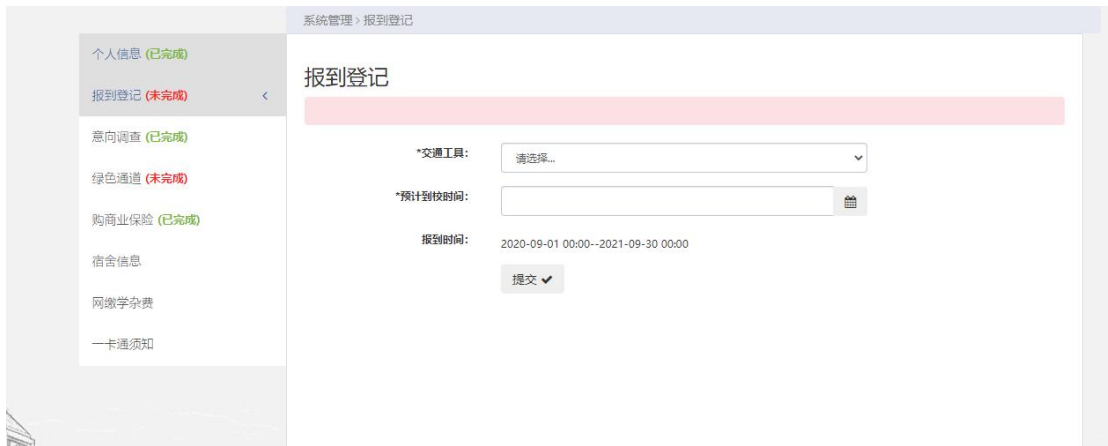 系统管理 > 报到登记
个人信息 (已完成)
报到登记 (未完成)
意向调查 (已完成)
绿色通道 (未完成)
购商业保险 (已完成)
宿舍信息
网缴学杂费
一卡通须知
报到登记
*交通工具: 请选择...
*预计到校时间:
报到时间: 2020-09-01 00:00--2021-09-30 00:00
提交